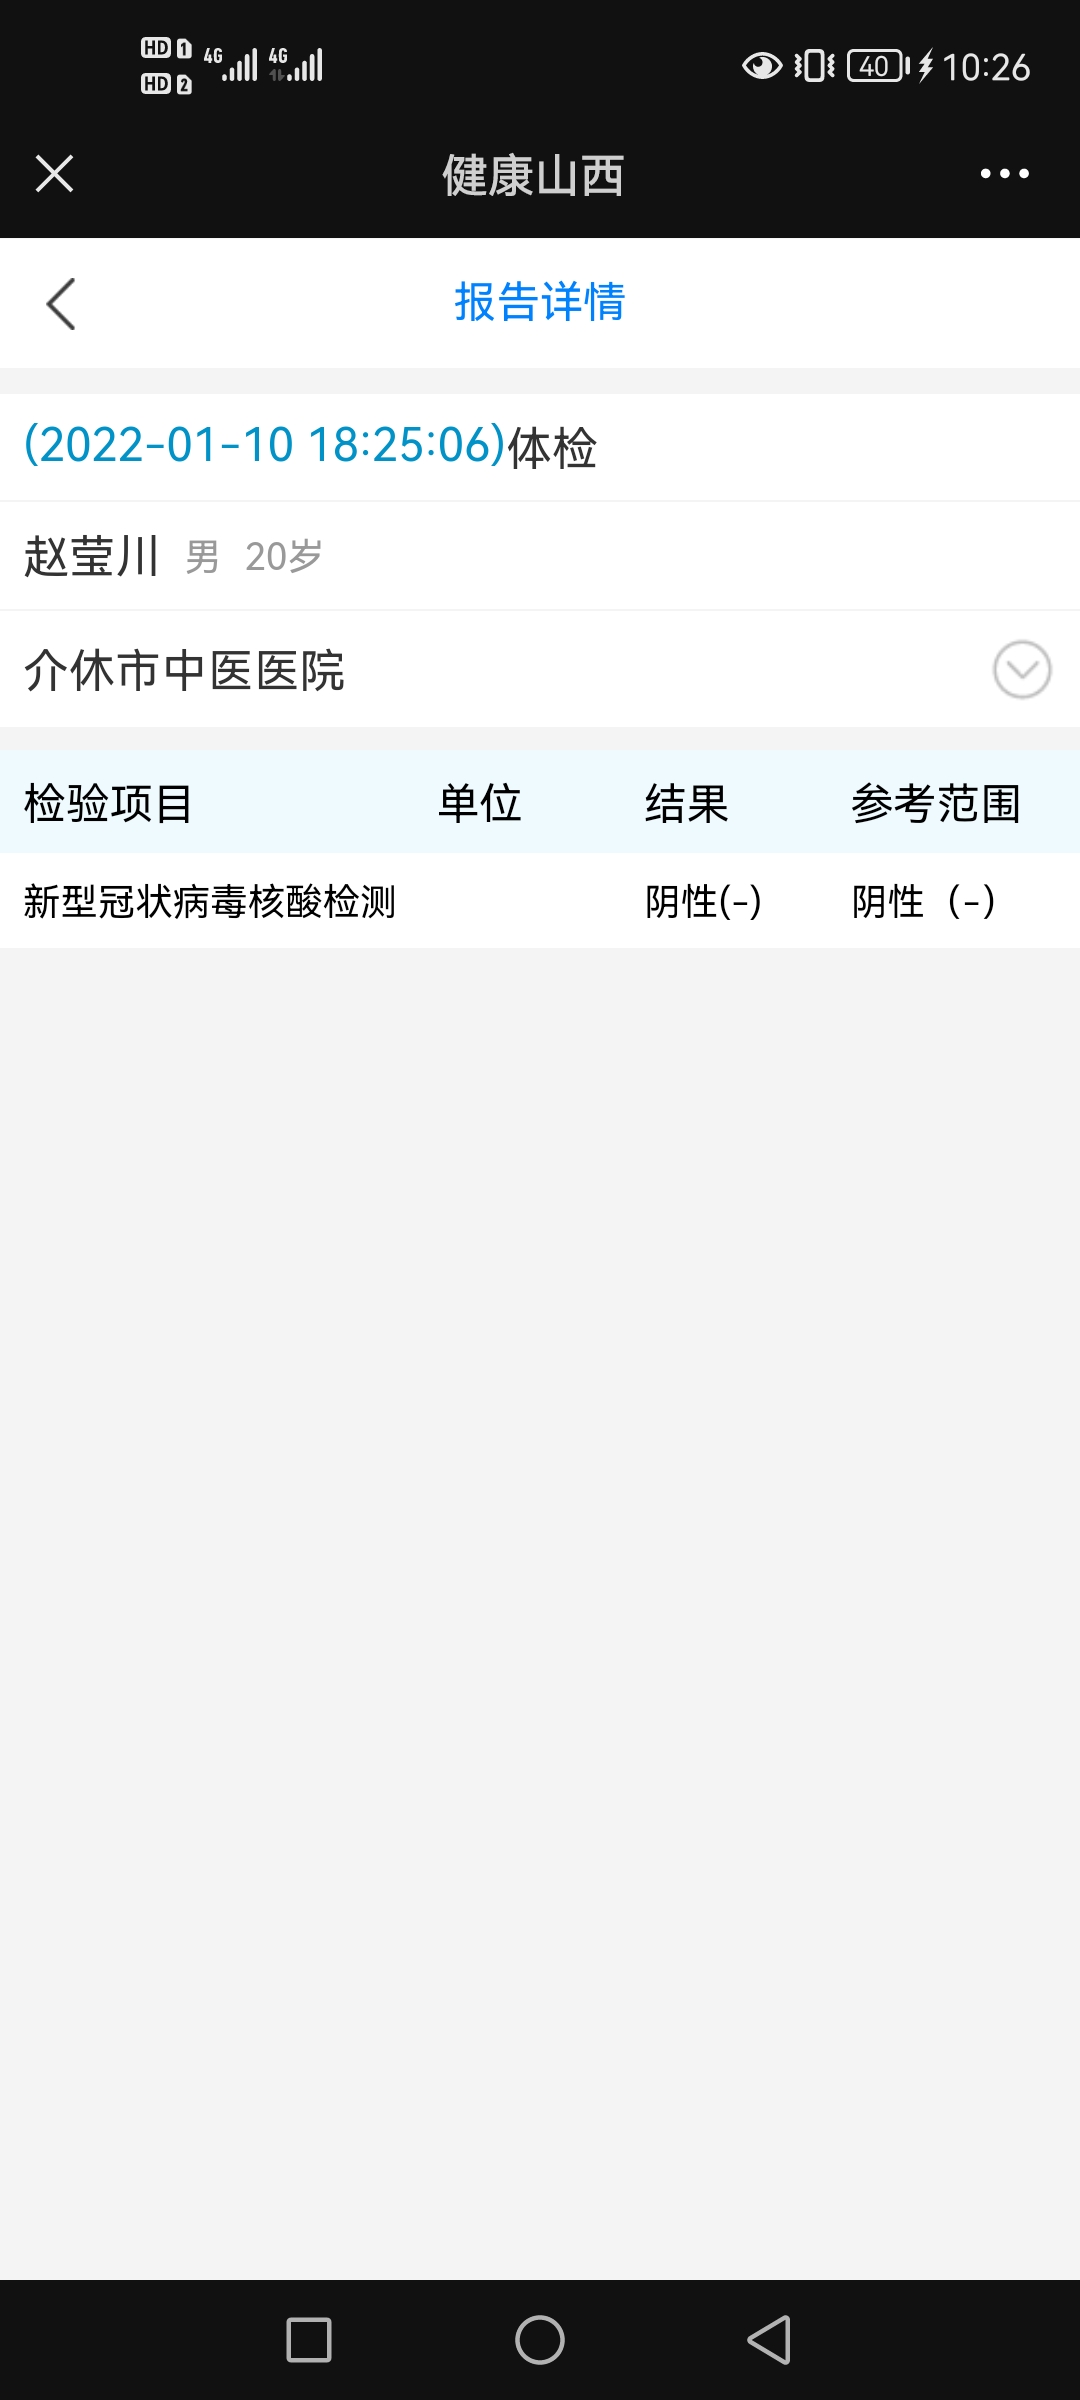 HD 1 4G 4G 40 10:26
HD 2
健康山西
报告详情
(2022-01-10 18:25:06)体检
赵莹川 男 20岁
介休市中医医院
检验项目 单位 结果 参考范围
新型冠状病毒核酸检测 阴性(-) 阴性（-）